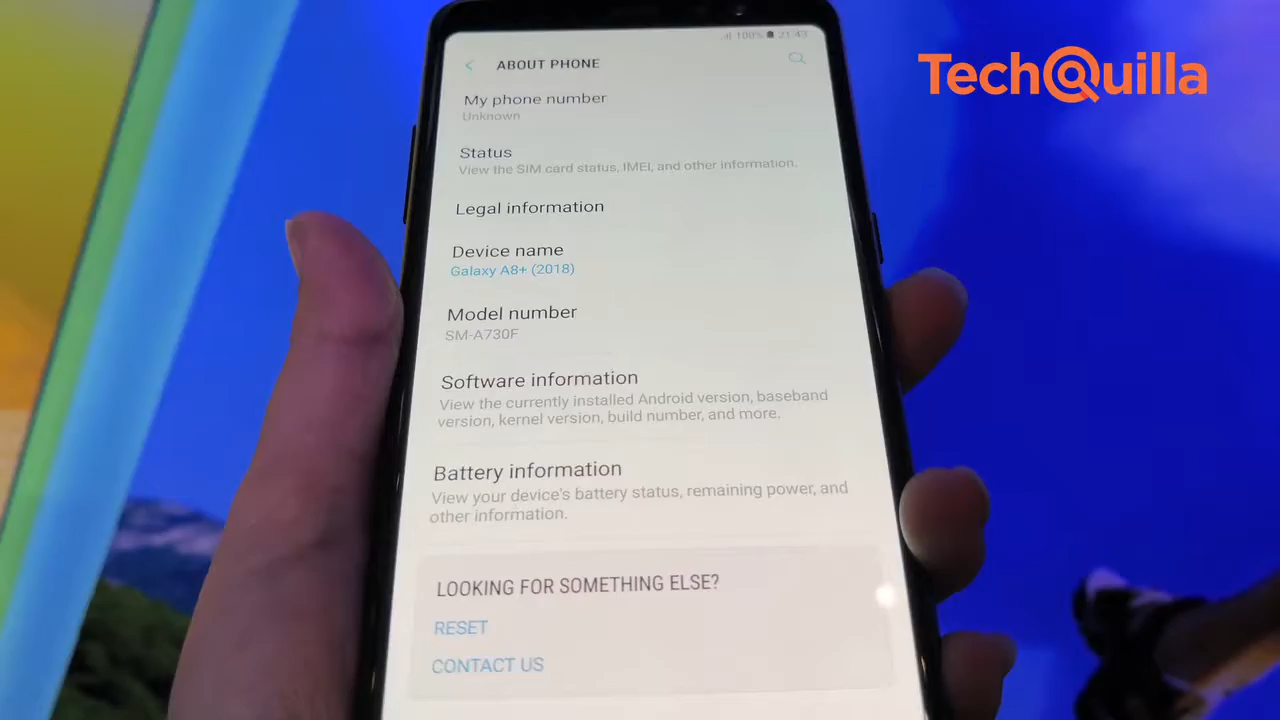 100% 21:43
ABOUT PHONE
TechQuilla
My phone number
Unknown
Status
View the SIM card status, IMEI, and other information.
Legal information
Device name
Galaxy A8+ (2018)
Model number
SM-A730F
Software information
View the currently installed Android version, baseband
version, kernel version, build number, and more.
Battery information
View your device's battery status, remaining power, and
other information.
LOOKING FOR SOMETHING ELSE?
RESET
CONTACT US